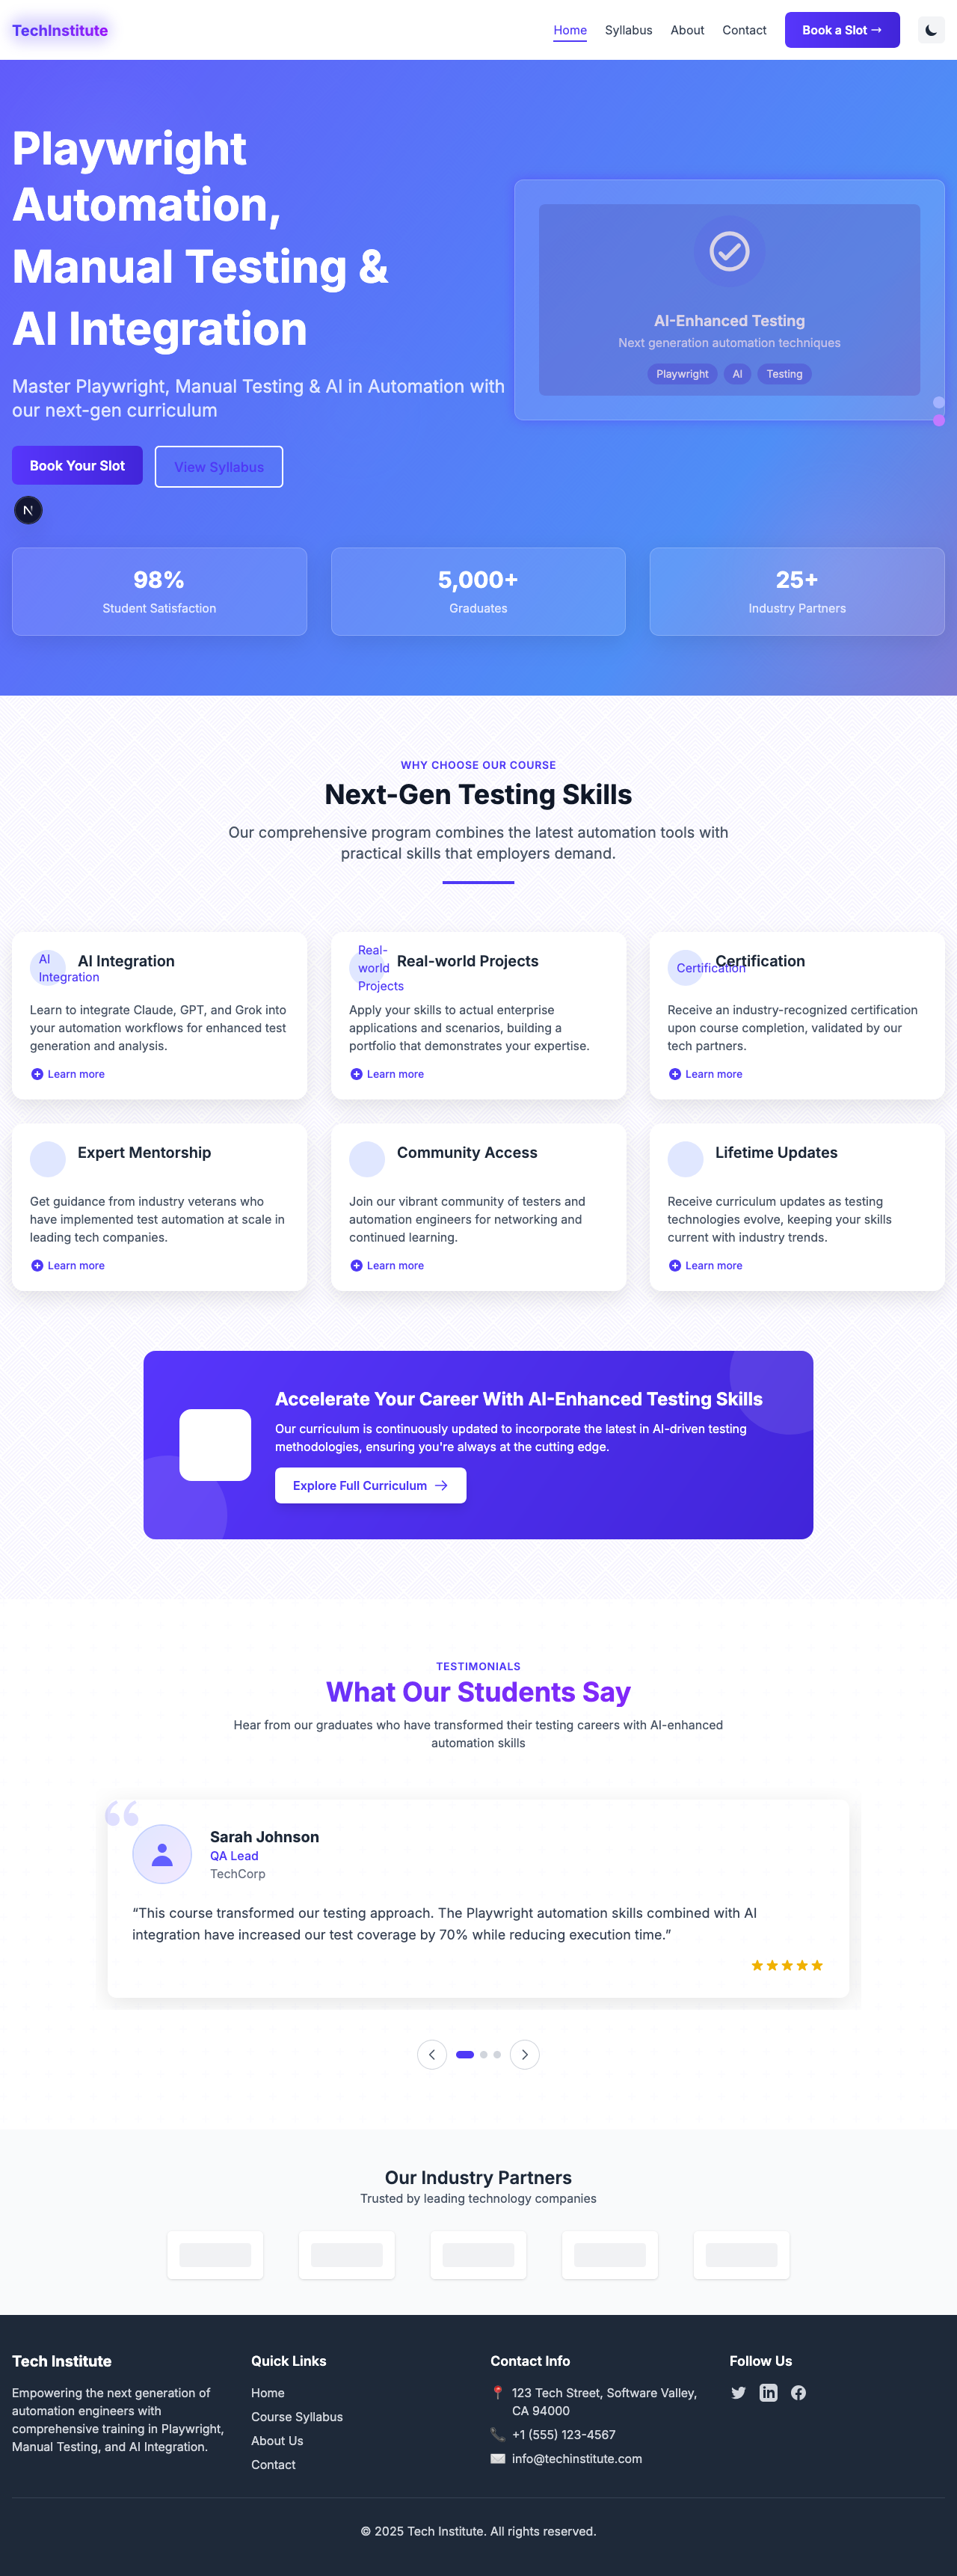 TechInstitute
Home
Syllabus
About
Contact
Book a Slot →
Playwright
Automation,
Manual Testing &
AI Integration
Master Playwright, Manual Testing & AI in Automation with
our next-gen curriculum
Book Your Slot
View Syllabus
AI-Enhanced Testing
Next generation automation techniques
Playwright
AI
Testing
N
98%
Student Satisfaction
5,000+
Graduates
25+
Industry Partners
WHY CHOOSE OUR COURSE
Next-Gen Testing Skills
Our comprehensive program combines the latest automation tools with
practical skills that employers demand.
AI
Integration
AI Integration
Learn to integrate Claude, GPT, and Grok into
your automation workflows for enhanced test
generation and analysis.
Learn more
Real-
world
Projects
Real-world Projects
Apply your skills to actual enterprise
applications and scenarios, building a
portfolio that demonstrates your expertise.
Learn more
Certification
Certification
Receive an industry-recognized certification
upon course completion, validated by our
tech partners.
Learn more
Expert Mentorship
Get guidance from industry veterans who
have implemented test automation at scale in
leading tech companies.
Learn more
Community Access
Join our vibrant community of testers and
automation engineers for networking and
continued learning.
Learn more
Lifetime Updates
Receive curriculum updates as testing
technologies evolve, keeping your skills
current with industry trends.
Learn more
Accelerate Your Career With AI-Enhanced Testing Skills
Our curriculum is continuously updated to incorporate the latest in AI-driven testing
methodologies, ensuring you're always at the cutting edge.
Explore Full Curriculum →
TESTIMONIALS
What Our Students Say
Hear from our graduates who have transformed their testing careers with AI-enhanced
automation skills
Sarah Johnson
QA Lead
TechCorp
“This course transformed our testing approach. The Playwright automation skills combined with AI
integration have increased our test coverage by 70% while reducing execution time.”
Our Industry Partners
Trusted by leading technology companies
Tech Institute
Empowering the next generation of
automation engineers with
comprehensive training in Playwright,
Manual Testing, and AI Integration.
Quick Links
Home
Course Syllabus
About Us
Contact
Contact Info
123 Tech Street, Software Valley,
CA 94000
+1 (555) 123-4567
info@techinstitute.com
Follow Us
© 2025 Tech Institute. All rights reserved.